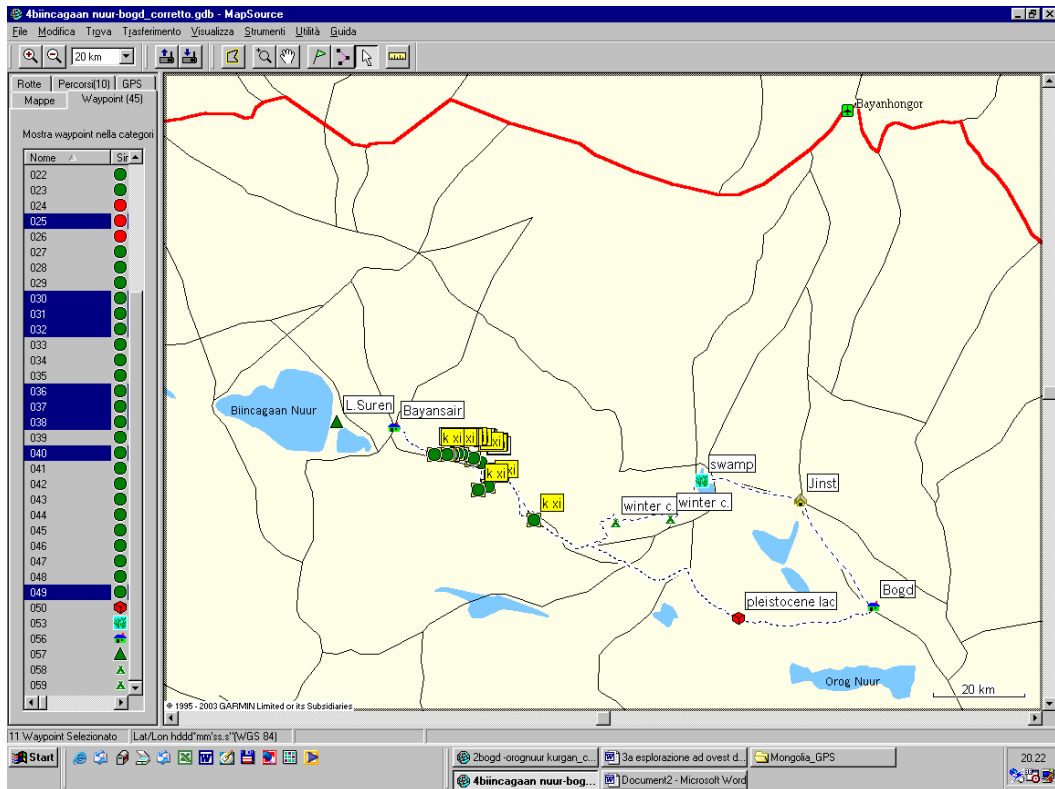 4biincagaan nuur-bogd_corretto.gdb - MapSource
File Modifica Trova Trasferimento Visualizza Strumenti Utilità Guida
20 km
Rotte Percorsi(10) GPS
Mappe Waypoint (45)
Mostra waypoint nella categori
Nome Sir
022
023
024
025
026
027
028
029
030
031
032
033
034
035
036
037
038
039
040
041
042
043
044
045
046
047
048
049
050
053
056
057
058
059
Bayanhongor
Biincagaan Nuur
L.Suren
Bayansair
k xi
xi
xi
xi
k xi
k xi
swamp
winter c.
winter c.
Jinst
Bogd
pleistocene lac
Orog Nuur
20 km
© 1995 - 2003 GARMIN Limited or its Subsidiaries
11 Waypoint Selezionato Lat/Lon hddd°mm'ss.s"(WGS 84)
Start
2bogd -orognuur kurgan_c...
3a esplorazione ad ovest d...
Mongolia_GPS
20.22
4biincagaan nuur-bog...
Document2 - Microsoft Word